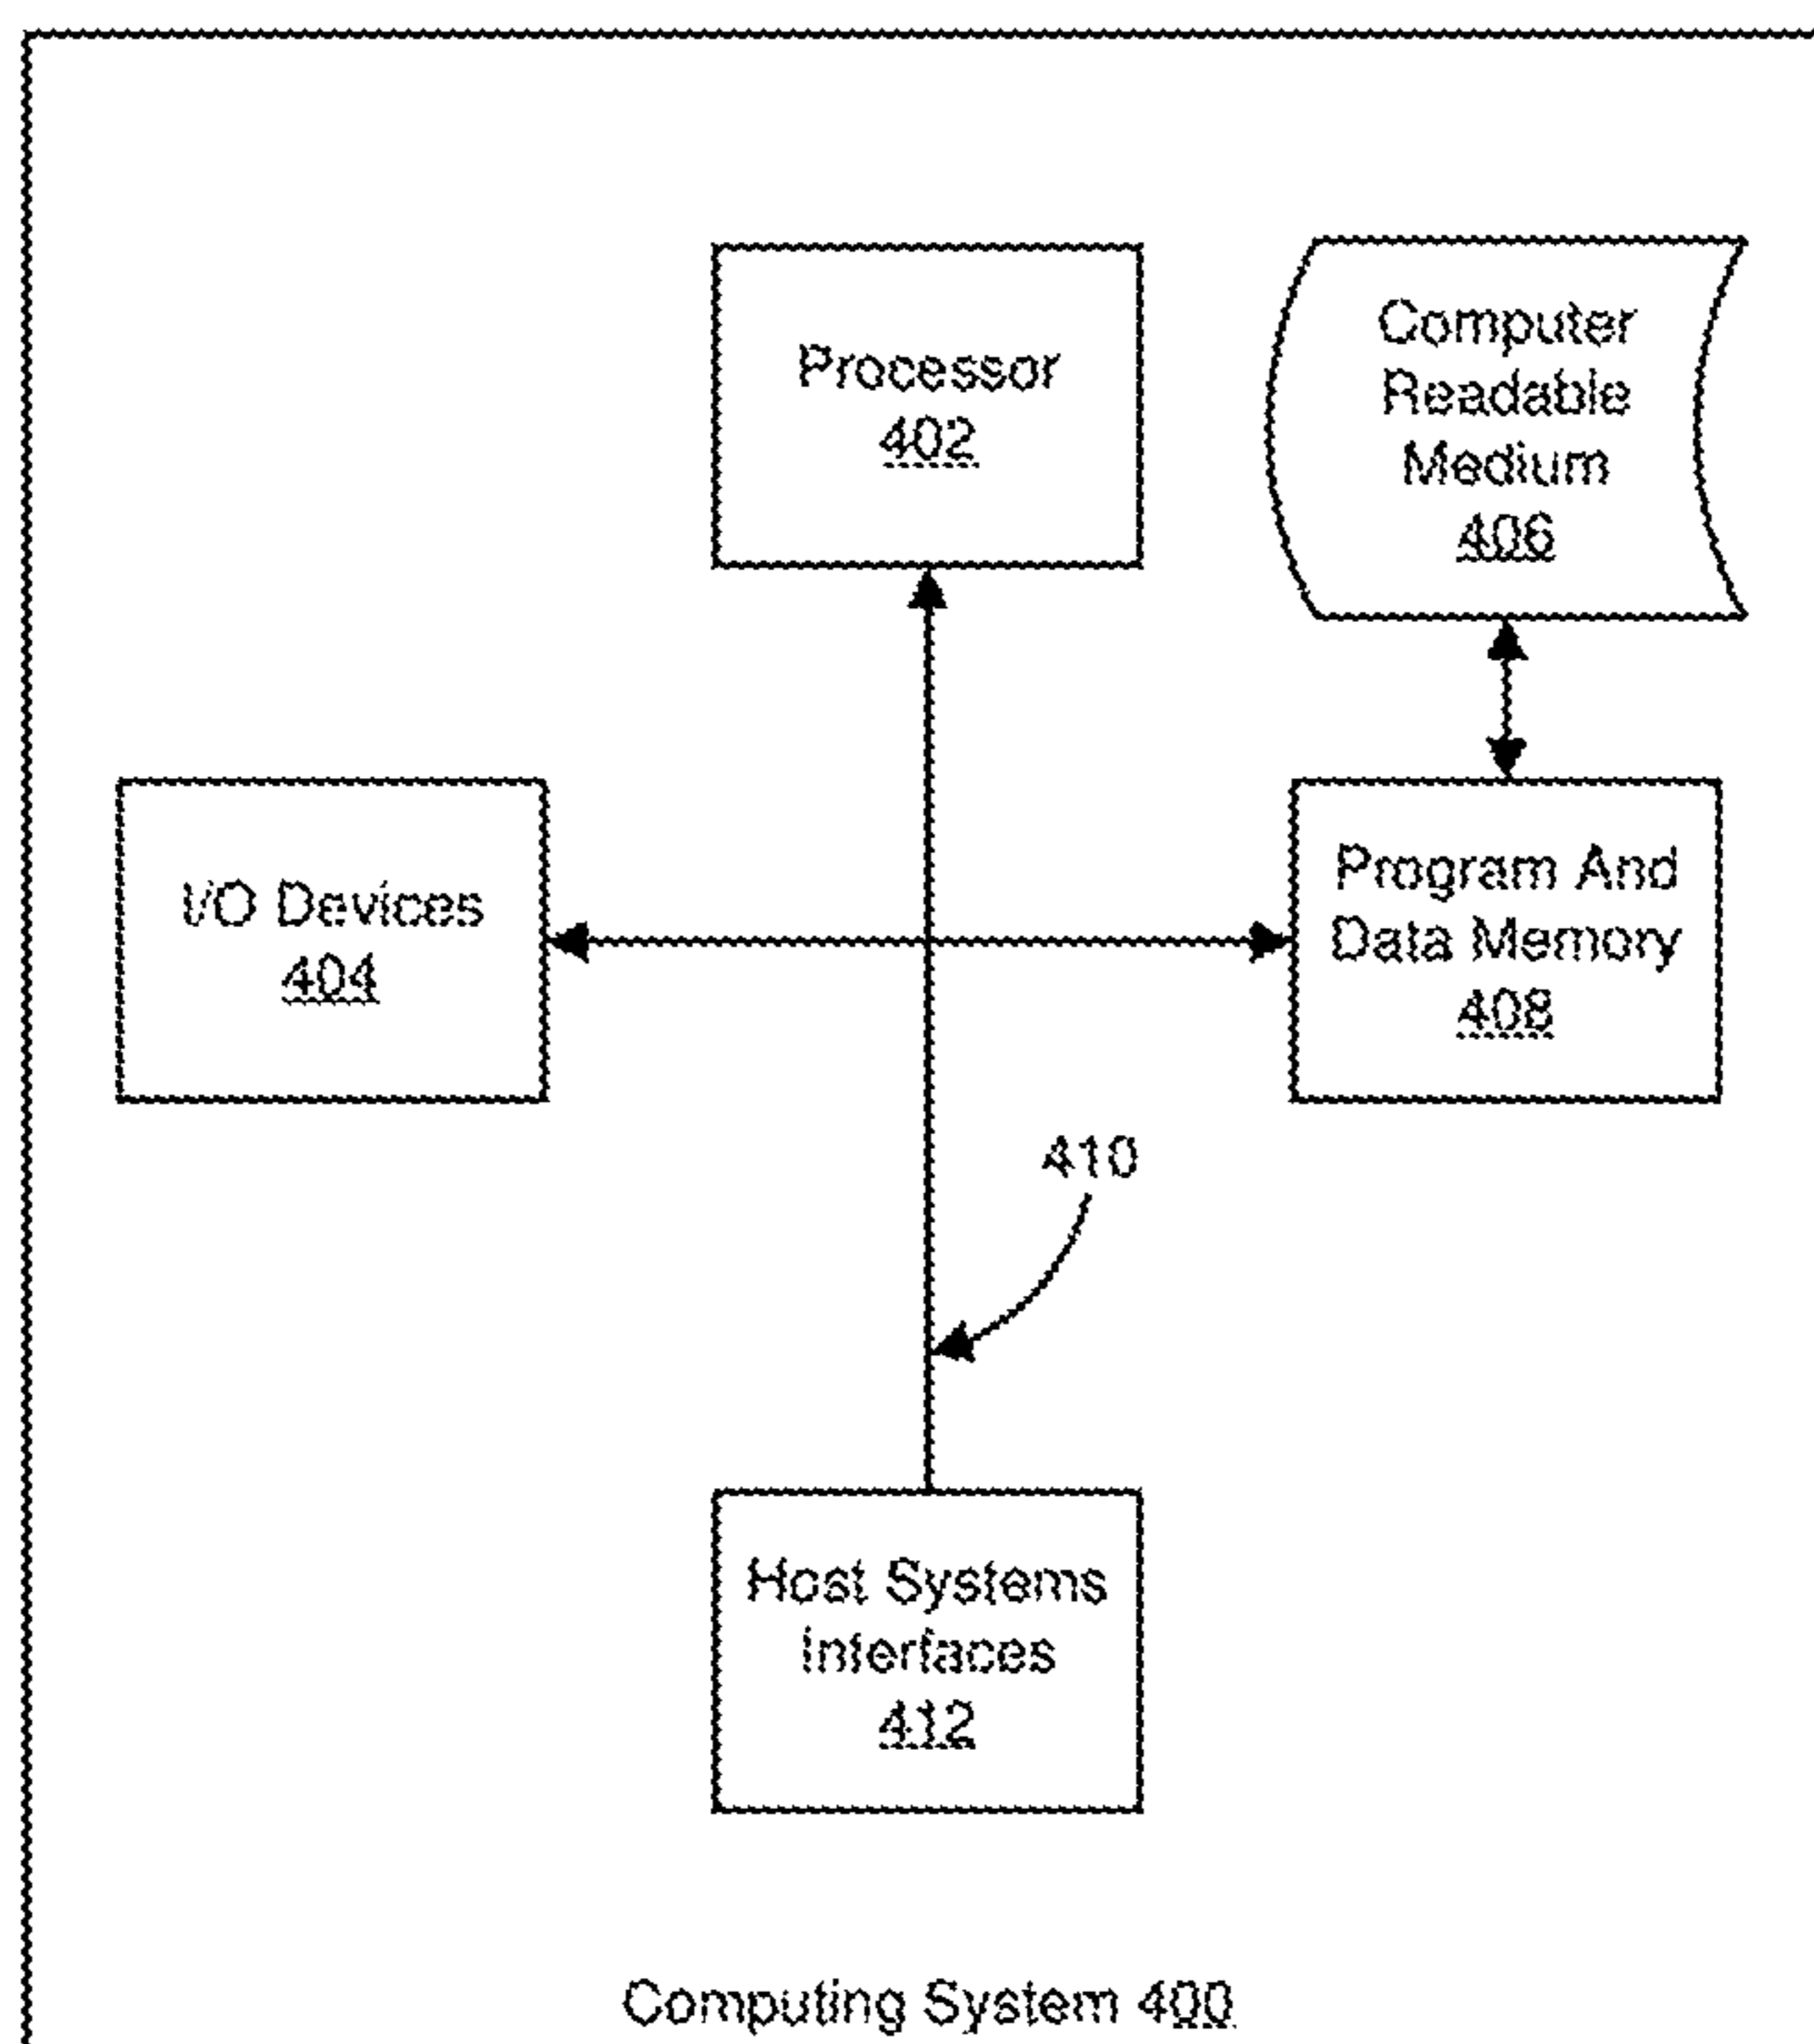 Processor
402
Computer
Readable
Medium
406
I/O Devices
404
Program And
Data Memory
408
410
Host Systems
Interfaces
412
Computing System 400